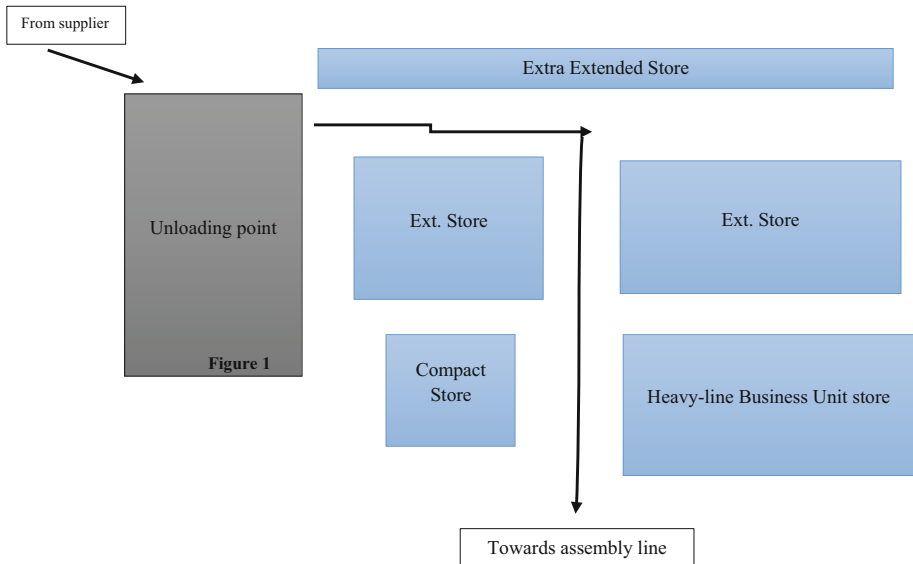 From supplier
Extra Extended Store
Unloading point
Ext. Store
Ext. Store
Figure 1
Compact
Store
Heavy-line Business Unit store
Towards assembly line